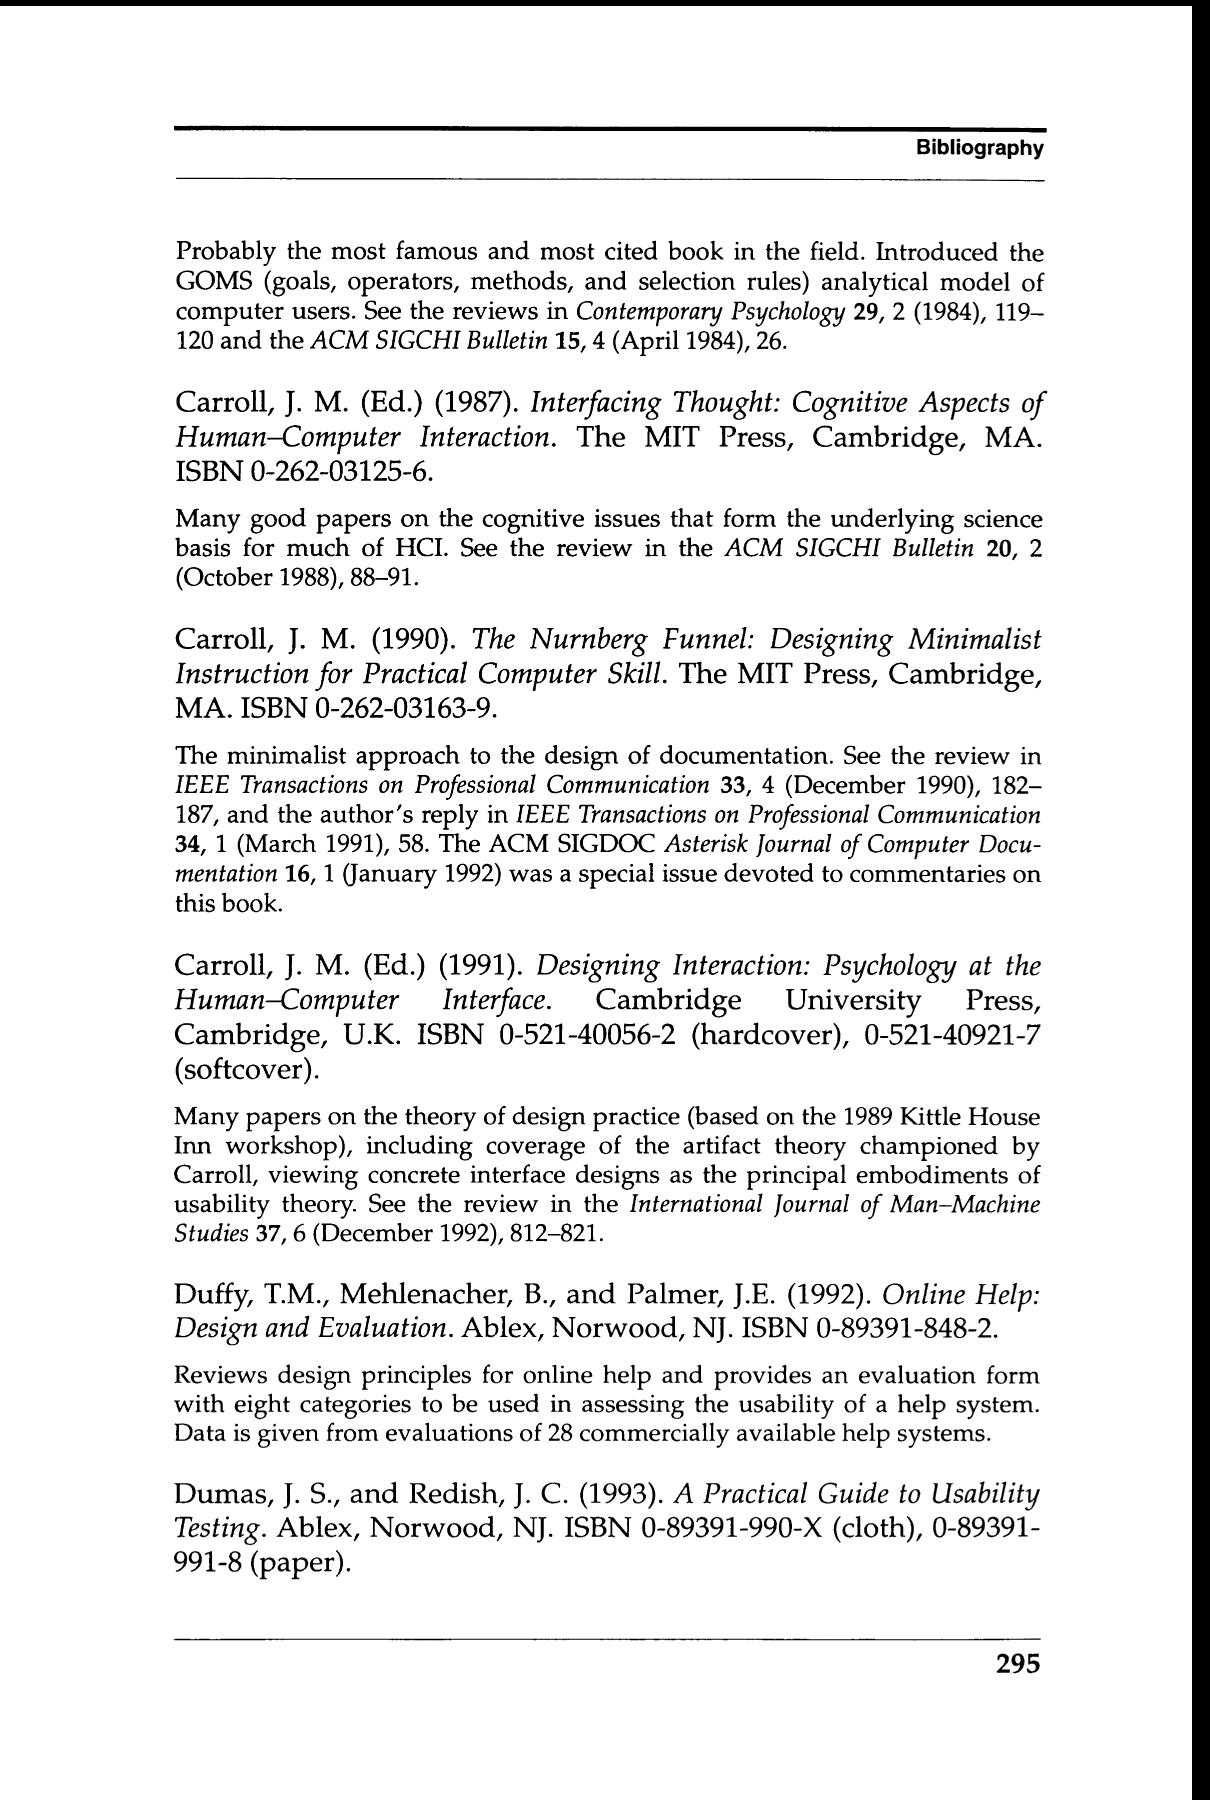 Bibliography
Probably the most famous and most cited book in the field. Introduced the
GOMS (goals, operators, methods, and selection rules) analytical model of
computer users. See the reviews in Contemporary Psychology 29, 2 (1984), 119–
120 and the ACM SIGCHI Bulletin 15, 4 (April 1984), 26.
Carroll, J. M. (Ed.) (1987). Interfacing Thought: Cognitive Aspects of
Human–Computer Interaction. The MIT Press, Cambridge, MA.
ISBN 0-262-03125-6.
Many good papers on the cognitive issues that form the underlying science
basis for much of HCI. See the review in the ACM SIGCHI Bulletin 20, 2
(October 1988), 88–91.
Carroll, J. M. (1990). The Nurnberg Funnel: Designing Minimalist
Instruction for Practical Computer Skill. The MIT Press, Cambridge,
MA. ISBN 0-262-03163-9.
The minimalist approach to the design of documentation. See the review in
IEEE Transactions on Professional Communication 33, 4 (December 1990), 182–
187, and the author's reply in IEEE Transactions on Professional Communication
34, 1 (March 1991), 58. The ACM SIGDOC Asterisk Journal of Computer Docu-
mentation 16, 1 (January 1992) was a special issue devoted to commentaries on
this book.
Carroll, J. M. (Ed.) (1991). Designing Interaction: Psychology at the
Human–Computer Interface. Cambridge University Press,
Cambridge, U.K. ISBN 0-521-40056-2 (hardcover), 0-521-40921-7
(softcover).
Many papers on the theory of design practice (based on the 1989 Kittle House
Inn workshop), including coverage of the artifact theory championed by
Carroll, viewing concrete interface designs as the principal embodiments of
usability theory. See the review in the International Journal of Man–Machine
Studies 37, 6 (December 1992), 812–821.
Duffy, T.M., Mehlenacher, B., and Palmer, J.E. (1992). Online Help:
Design and Evaluation. Ablex, Norwood, NJ. ISBN 0-89391-848-2.
Reviews design principles for online help and provides an evaluation form
with eight categories to be used in assessing the usability of a help system.
Data is given from evaluations of 28 commercially available help systems.
Dumas, J. S., and Redish, J. C. (1993). A Practical Guide to Usability
Testing. Ablex, Norwood, NJ. ISBN 0-89391-990-X (cloth), 0-89391-
991-8 (paper).
295